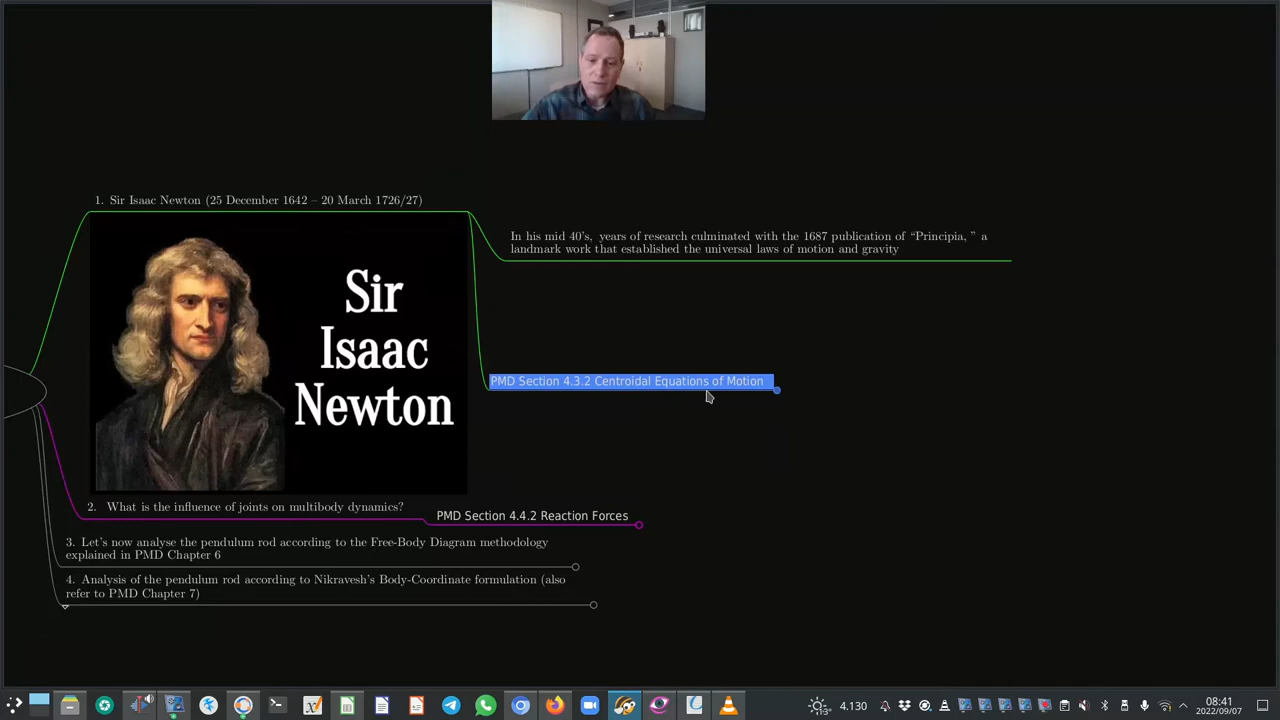 1. Sir Isaac Newton (25 December 1642 – 20 March 1726/27)
In his mid 40's, years of research culminated with the 1687 publication of “Principia, ” a
landmark work that established the universal laws of motion and gravity
Sir
Isaac
Newton
PMD Section 4.3.2 Centroidal Equations of Motion
2. What is the influence of joints on multibody dynamics?
PMD Section 4.4.2 Reaction Forces
3. Let's now analyse the pendulum rod according to the Free-Body Diagram methodology
explained in PMD Chapter 6
4. Analysis of the pendulum rod according to Nikravesh's Body-Coordinate formulation (also
refer to PMD Chapter 7)
4.130
08:41
2022/09/07